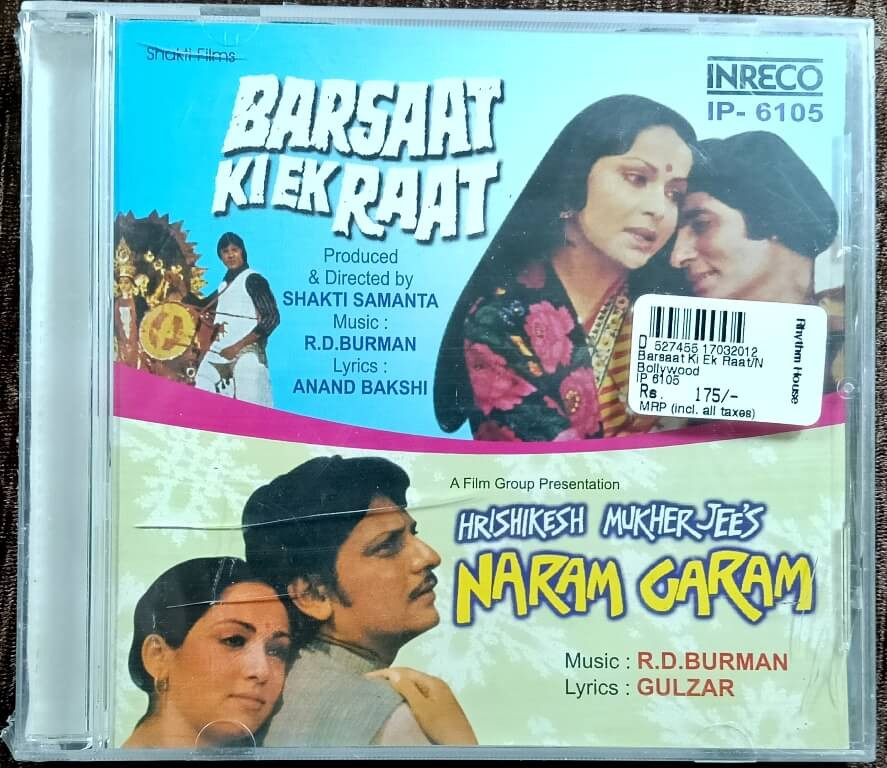 Shakti Films
BARSAAT
KI EK RAAT
INRECO
IP- 6105
Produced
& Directed by
SHAKTI SAMANTA
Music :
R.D.BURMAN
Lyrics :
ANAND BAKSHI
Rhythm House
0 527455 17032012
Barsaat Ki Ek Raat/N
Bollywood
IP 6105
Rs. 175/-
MRP (incl. all taxes)
A Film Group Presentation
HRISHIKESH MUKHERJEE'S
NARAM GARAM
Music : R.D.BURMAN
Lyrics : GULZAR